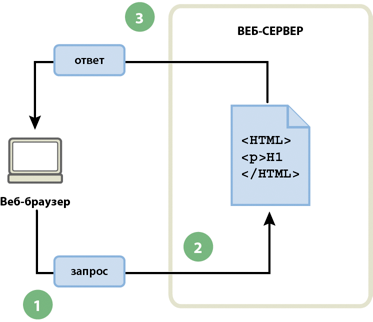 3
ВЕБ-СЕРВЕР
ответ
<HTML>
<p>H1
</HTML>
Веб-браузер
2
запрос
1